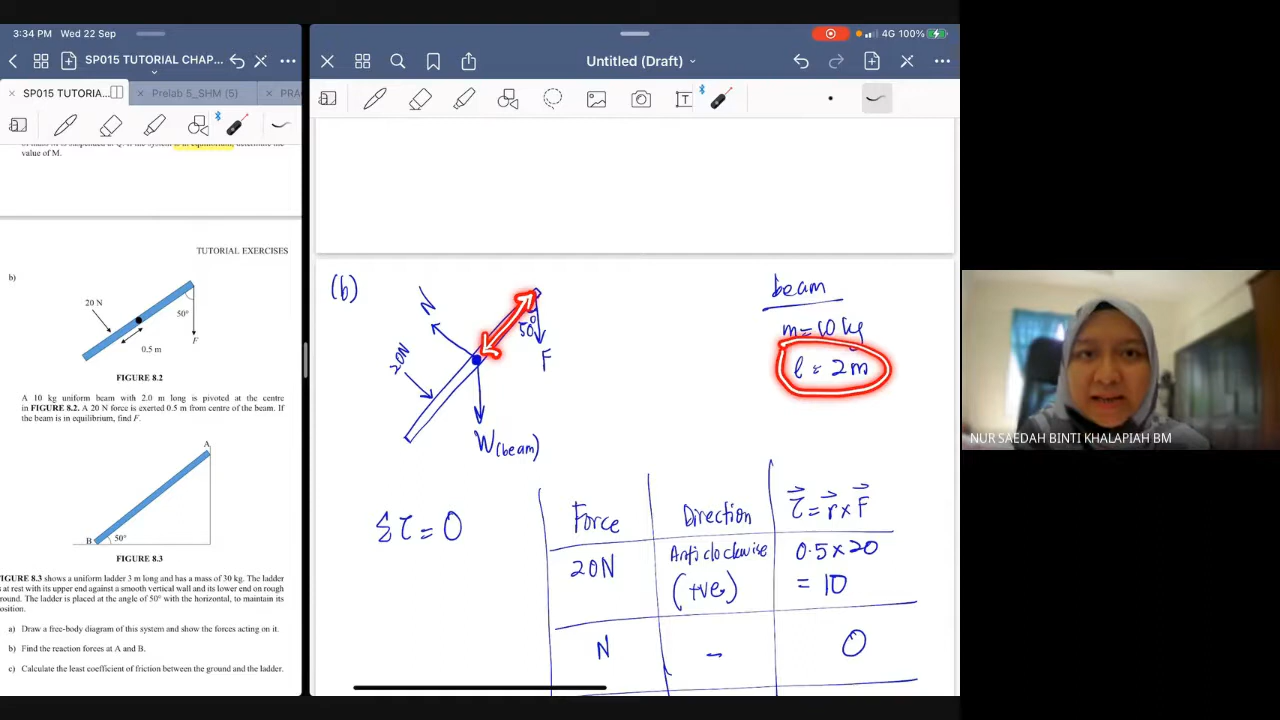 3:34 PM Wed 22 Sep
4G 100%
SP015 TUTORIAL CHAP...
Untitled (Draft)
SP015 TUTORIA...
Prelab 5_SHM (5)
PRA
value of M.
TUTORIAL EXERCISES
b)
20 N
50°
F
0.5 m
FIGURE 8.2
A 10 kg uniform beam with 2.0 m long is pivoted at the centre
in FIGURE 8.2. A 20 N force is exerted 0.5 m from centre of the beam. If
the beam is in equilibrium, find F.
A
B
50°
FIGURE 8.3
IGURE 8.3 shows a uniform ladder 3 m long and has a mass of 30 kg. The ladder
at rest with its upper end against a smooth vertical wall and its lower end on rough
round. The ladder is placed at the angle of 50° with the horizontal, to maintain its
osition.
a) Draw a free-body diagram of this system and show the forces acting on it.
b) Find the reaction forces at A and B.
c) Calculate the least coefficient of friction between the ground and the ladder.
(b)
N
20N
50°
F
W(beam)
beam
m = 10 kg
l = 2m
Στ = 0
Force Direction τ = r × F
20N Anticlockwise (+ve) 0.5 × 20
= 10
N - 0
NUR SAEDAH BINTI KHALAPIAH BM